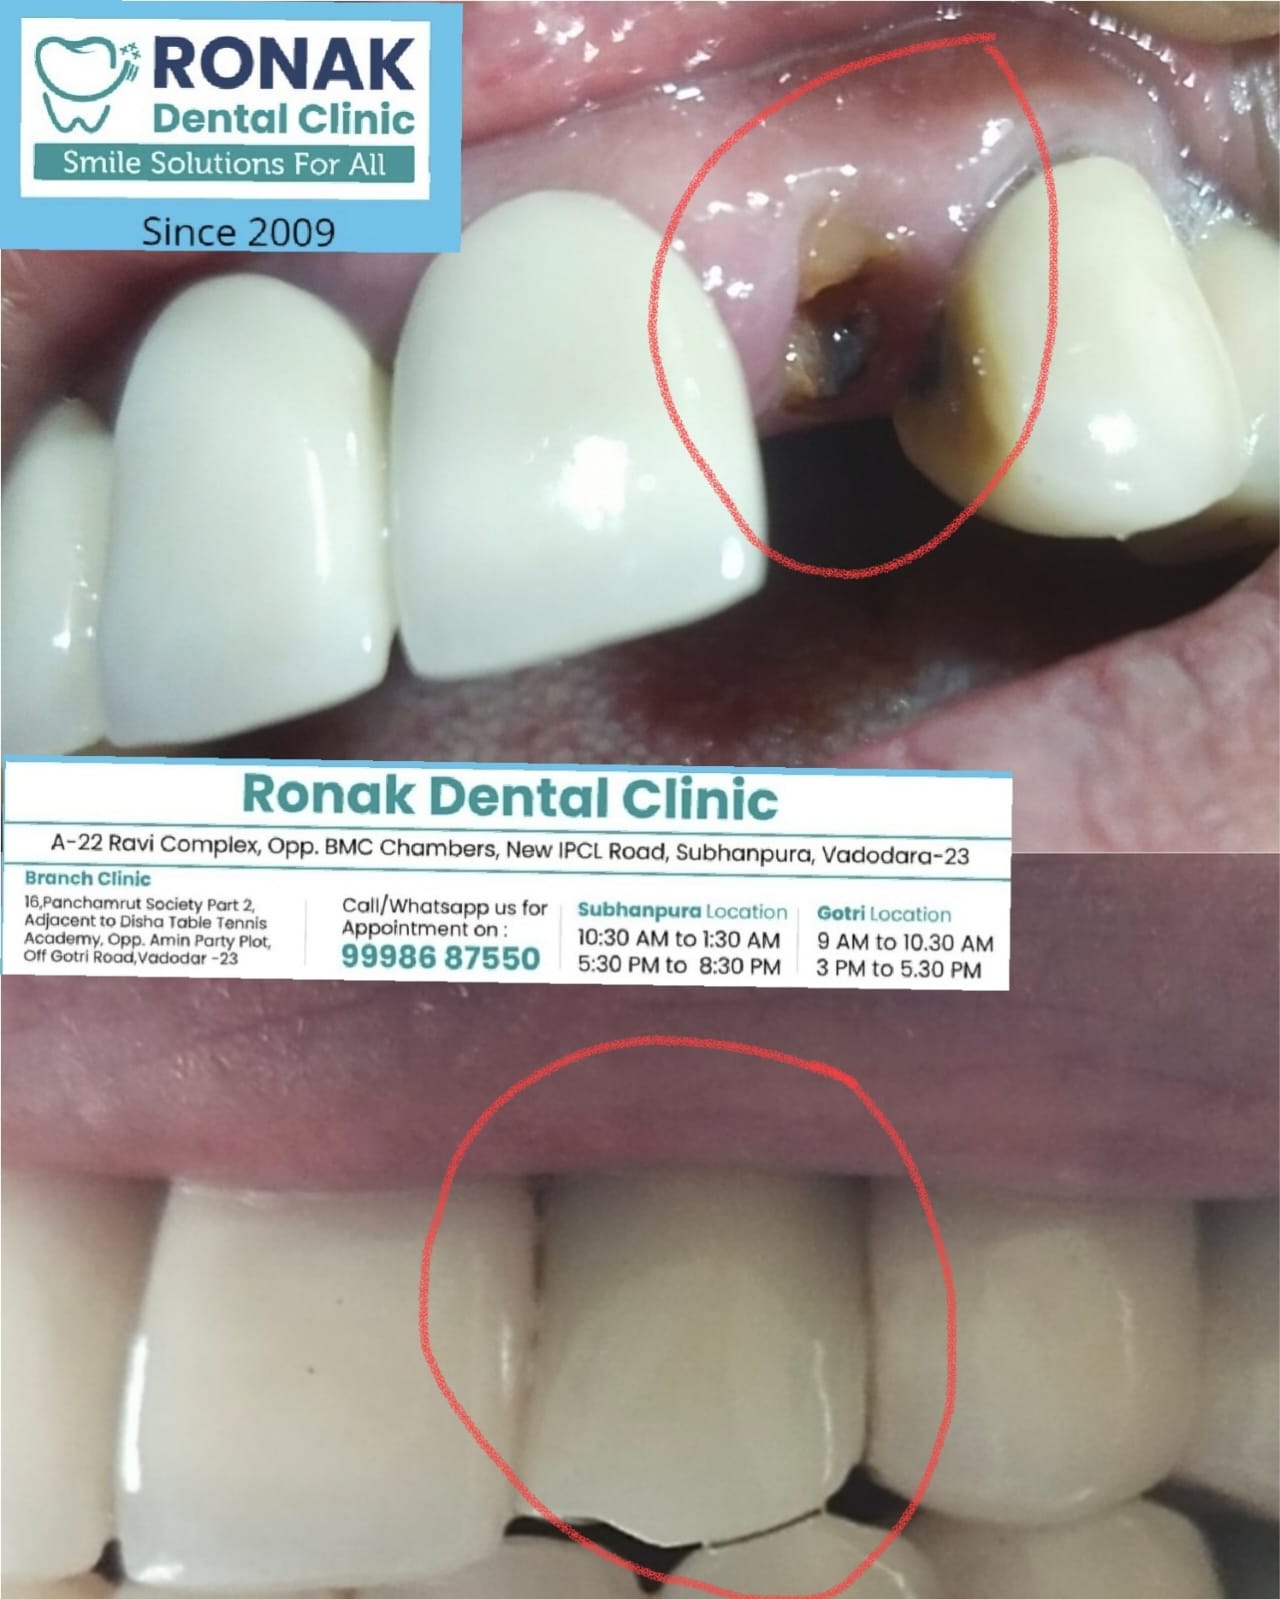 RONAK
Dental Clinic
Smile Solutions For All
Since 2009
Ronak Dental Clinic
A-22 Ravi Complex, Opp. BMC Chambers, New IPCL Road, Subhanpura, Vadodara-23
Branch Clinic
16,Panchamrut Society Part 2,
Adjacent to Disha Table Tennis
Academy, Opp. Amin Party Plot,
Off Gotri Road,Vadodar -23
Call/Whatsapp us for
Appointment on :
99986 87550
Subhanpura Location
10:30 AM to 1:30 AM
5:30 PM to 8:30 PM
Gotri Location
9 AM to 10.30 AM
3 PM to 5.30 PM